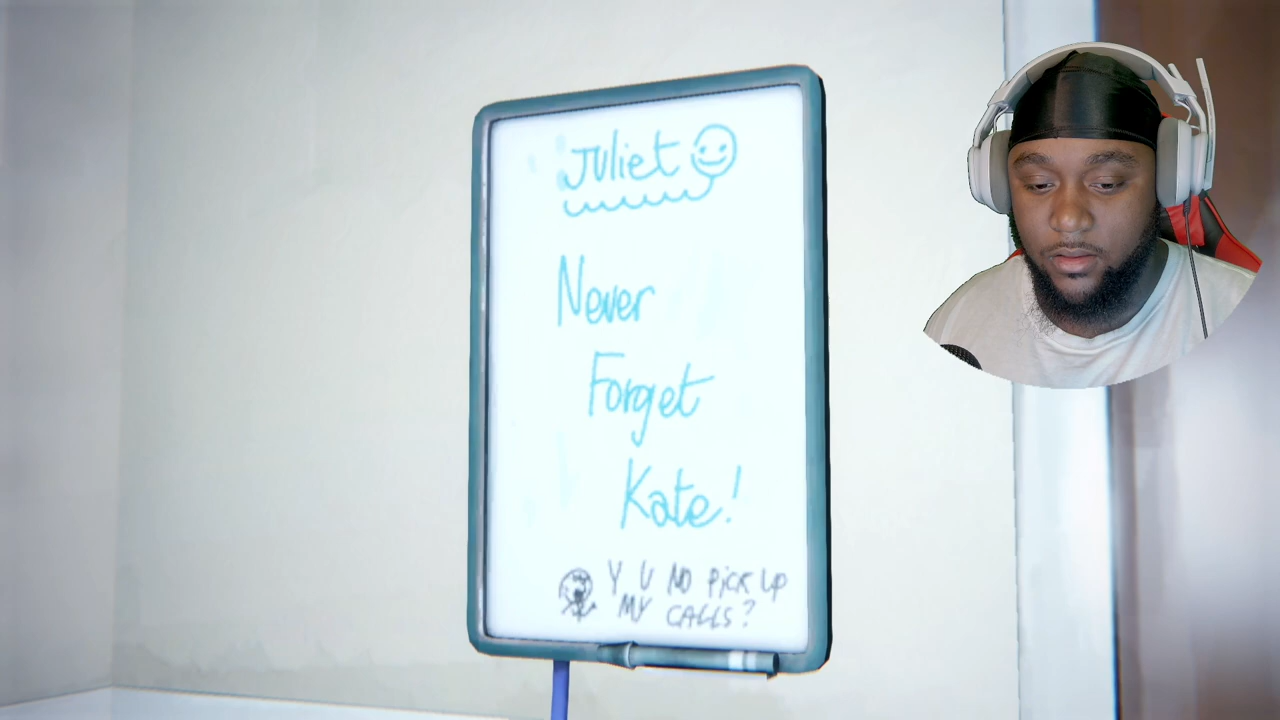 Juliet
Never
Forget
Kate!
Y U NO PICK UP
MY CALLS?